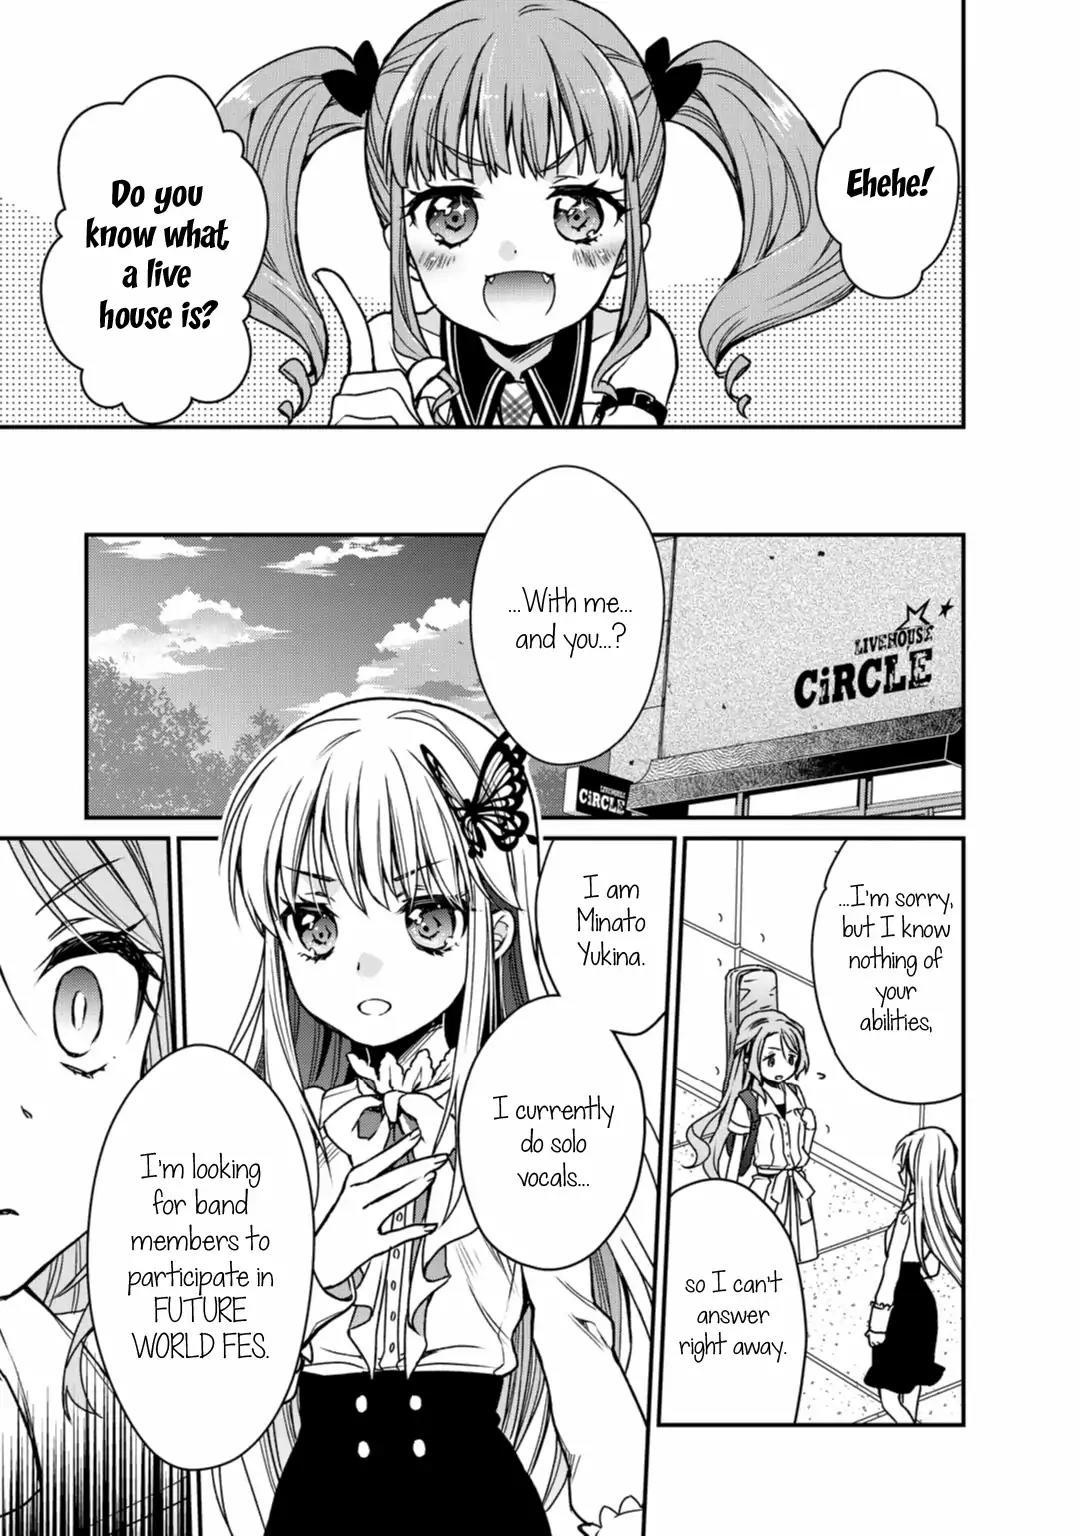 Ehehe!
Do you
know what
a live
house is?
...With me...
and you...?
LIVEHOUSE
CiRCLE
LIVEHOUSE
CiRCLE
...I'm sorry,
but I know
nothing of
your
abilities,
so I can't
answer
right away.
I am
Minato
Yukina.
I currently
do solo
vocals...
I'm looking
for band
members to
participate in
FUTURE
WORLD FES.